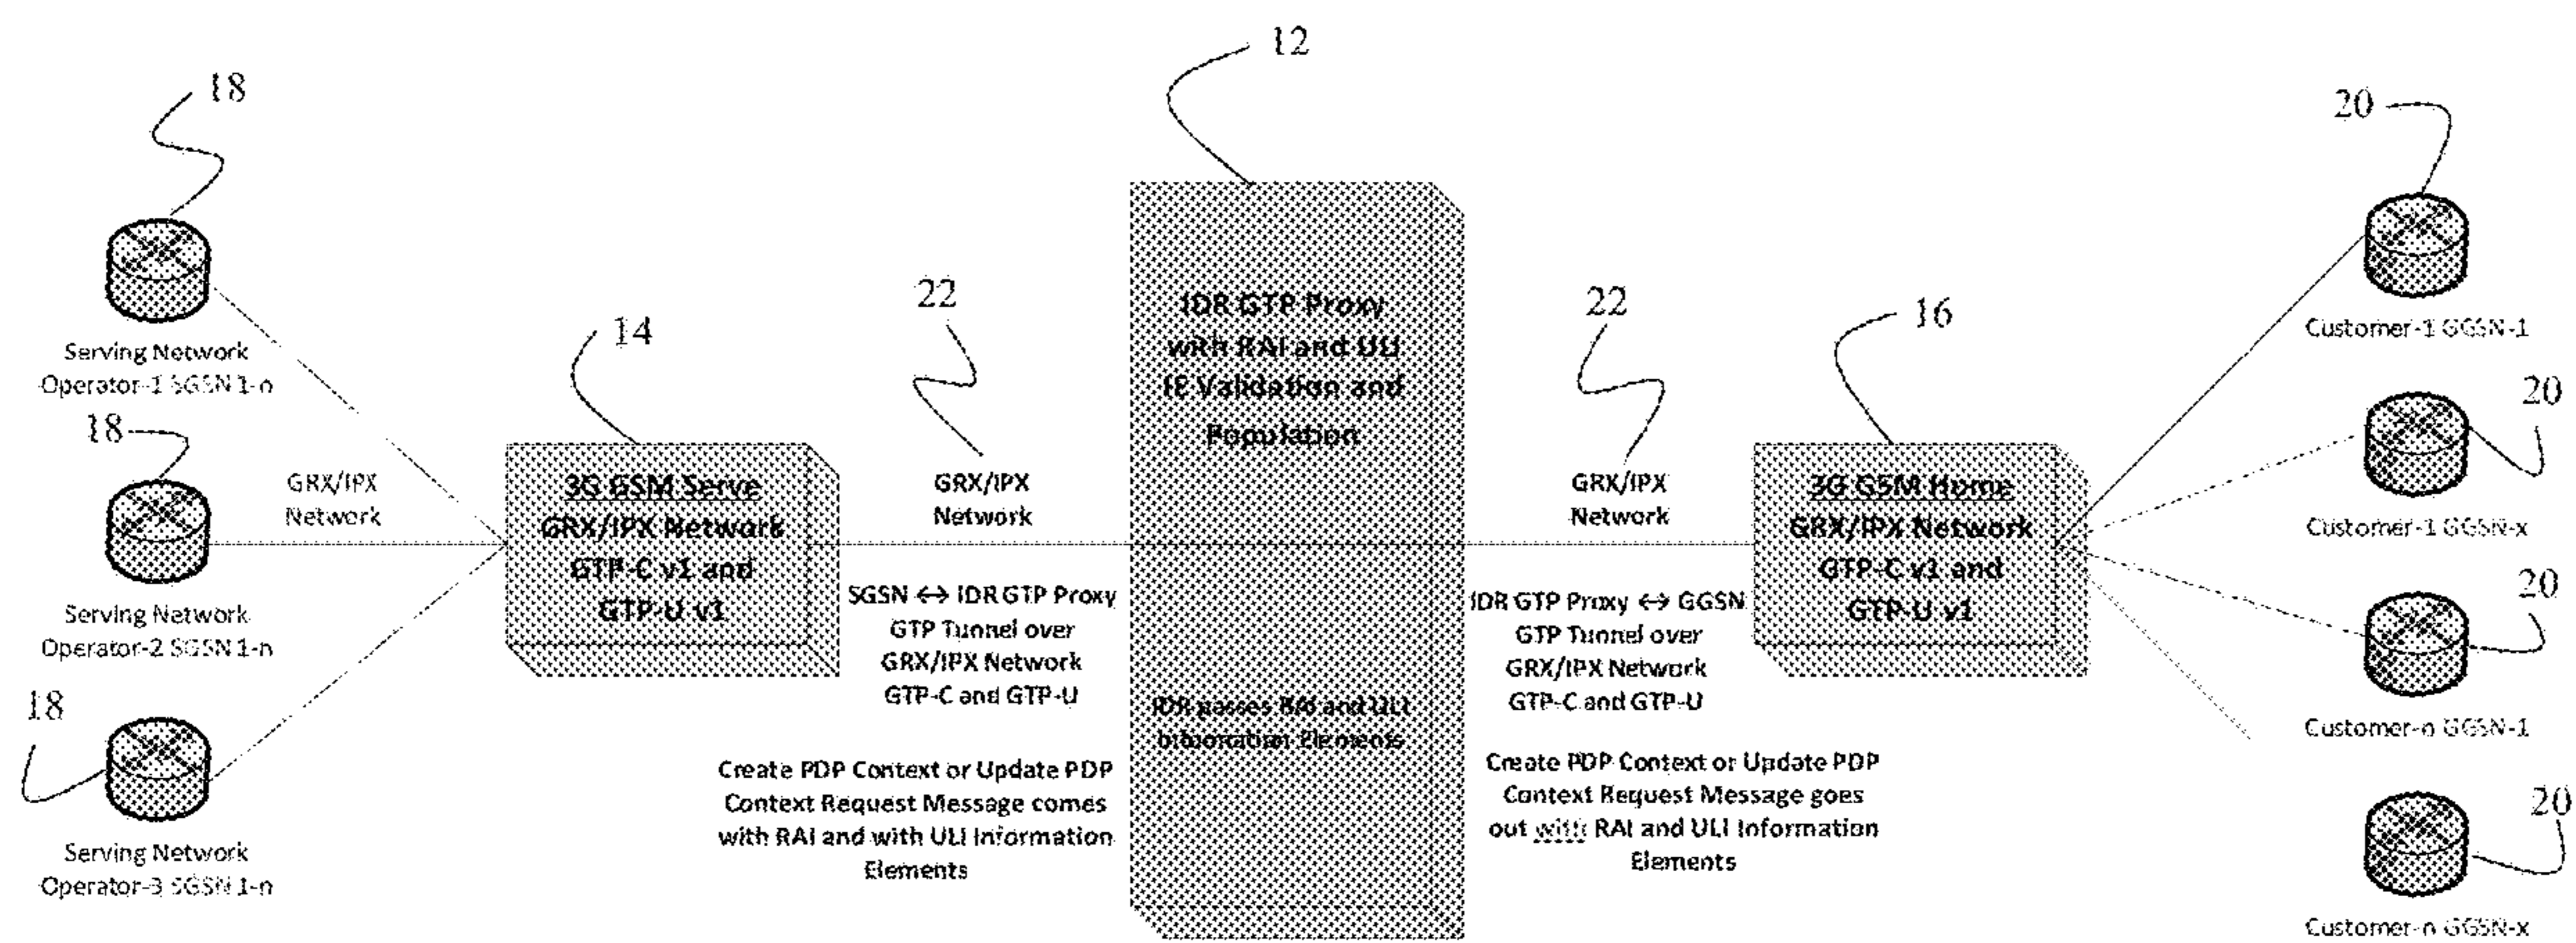 12
18
20
Serving Network
Operator-1 SGSN 1-n
18
GRX/IPX
Network
Serving Network
Operator-2 SGSN 1-n
18
Serving Network
Operator-3 SGSN 1-n
14
3G GSM Serve
GRX/IPX Network
GTP-C v1 and
GTP-U v1
22
GRX/IPX
Network
SGSN ↔ IDR GTP Proxy
GTP Tunnel over
GRX/IPX Network
GTP-C and GTP-U
Create PDP Context or Update PDP
Context Request Message comes
with RAI and with ULI Information
Elements
IDR GTP Proxy
with RAI and ULI
IE Validation and
Population
IDR passes RAI and ULI
Information Elements
22
GRX/IPX
Network
IDR GTP Proxy ↔ GGSN
GTP Tunnel over
GRX/IPX Network
GTP-C and GTP-U
Create PDP Context or Update PDP
Context Request Message goes
out with RAI and ULI Information
Elements
16
3G GSM Home
GRX/IPX Network
GTP-C v1 and
GTP-U v1
Customer-1 GGSN-1
20
Customer-1 GGSN-x
20
Customer-n GGSN-1
20
Customer-n GGSN-x